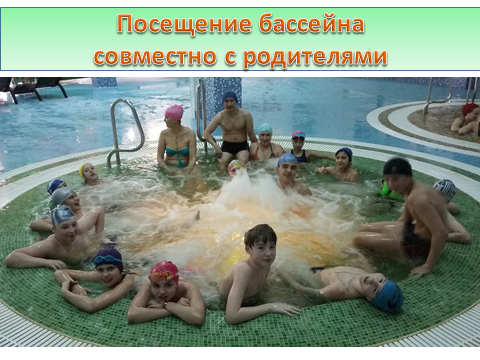 Посещение бассейна
совместно с родителями